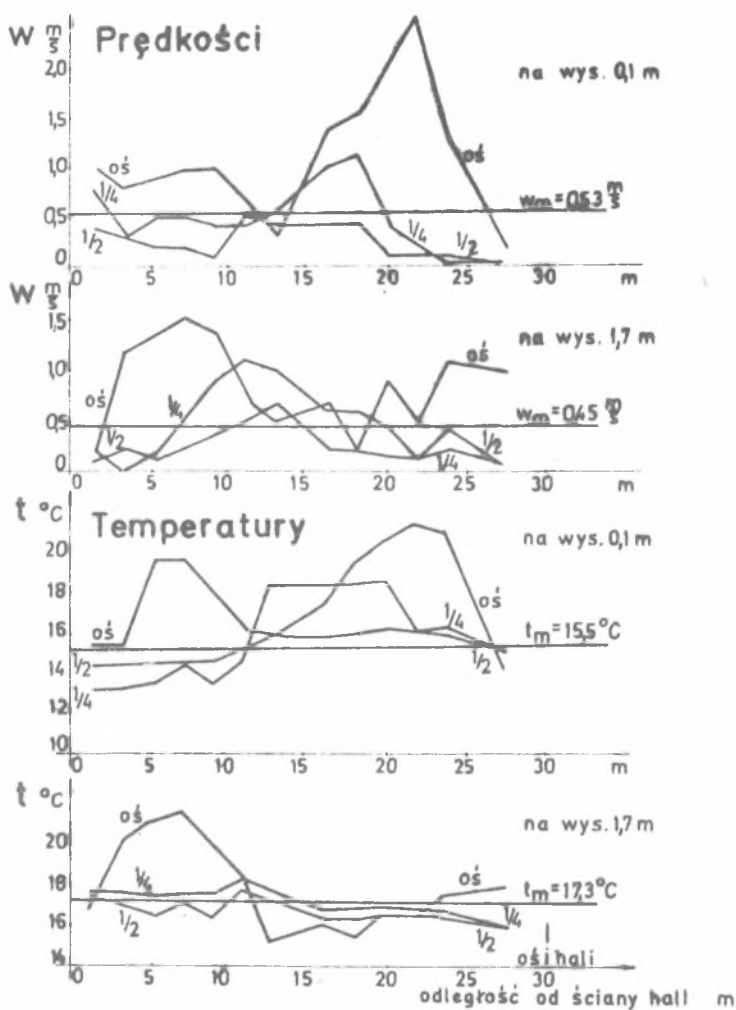 W m/s Prędkości
na wys. 0,1 m
2,0
1,5
1,0
0,5
0
oś
1/4
1/2
oś
wm=0,53 m/s
1/4
1/2
0 5 10 15 20 25 30 m
W m/s
na wys. 1,7 m
1,5
1,0
0,5
0
oś
1/2
1/4
oś
wm=0,45 m/s
1/2
1/4
0 5 10 15 20 25 30 m
t °C Temperatury
na wys. 0,1 m
20
18
16
14
12
10
oś
1/2
1/4
oś
1/4
1/2
tm=15,5°C
0 5 10 15 20 25 30 m
t °C
na wys. 1,7 m
20
18
16
oś
1/4
1/2
oś
tm=17,3°C
1/4
1/2
oś hali
0 5 10 15 20 25 30
odległość od ściany hali m